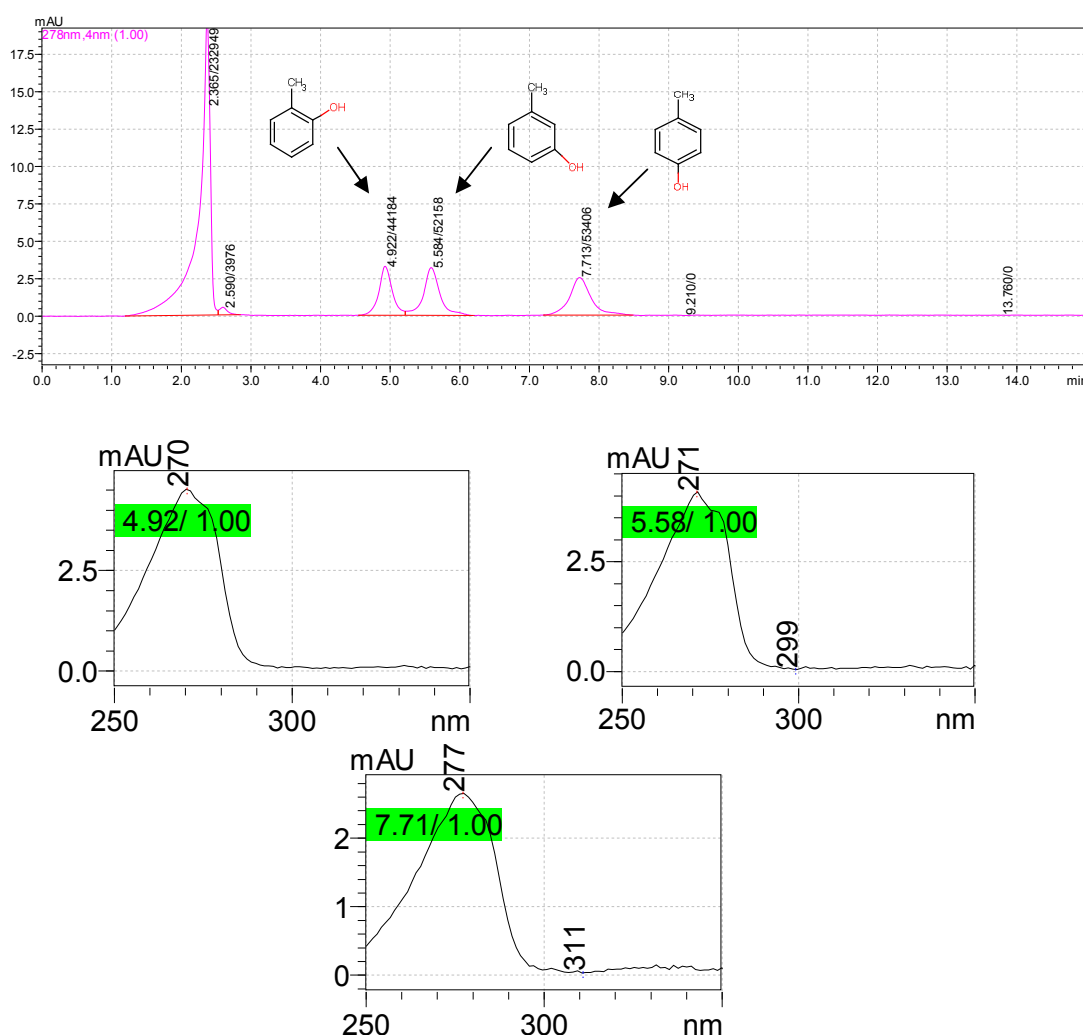 mAU
278nm,4nm (1.00)
17.5
15.0
12.5
10.0
7.5
5.0
2.5
0.0
-2.5
2.365/232949
2.590/3976
4.922/44184
5.584/52158
7.713/53406
9.210/0
13.760/0
CH3
OH
CH3
OH
CH3
OH
0.0 1.0 2.0 3.0 4.0 5.0 6.0 7.0 8.0 9.0 10.0 11.0 12.0 13.0 14.0 min
mAU
270
4.92/ 1.00
2.5
0.0
250 300 nm
mAU
271
5.58/ 1.00
2.5
299
0.0
250 300 nm
mAU
277
7.71/ 1.00
2
1
311
0
250 300 nm